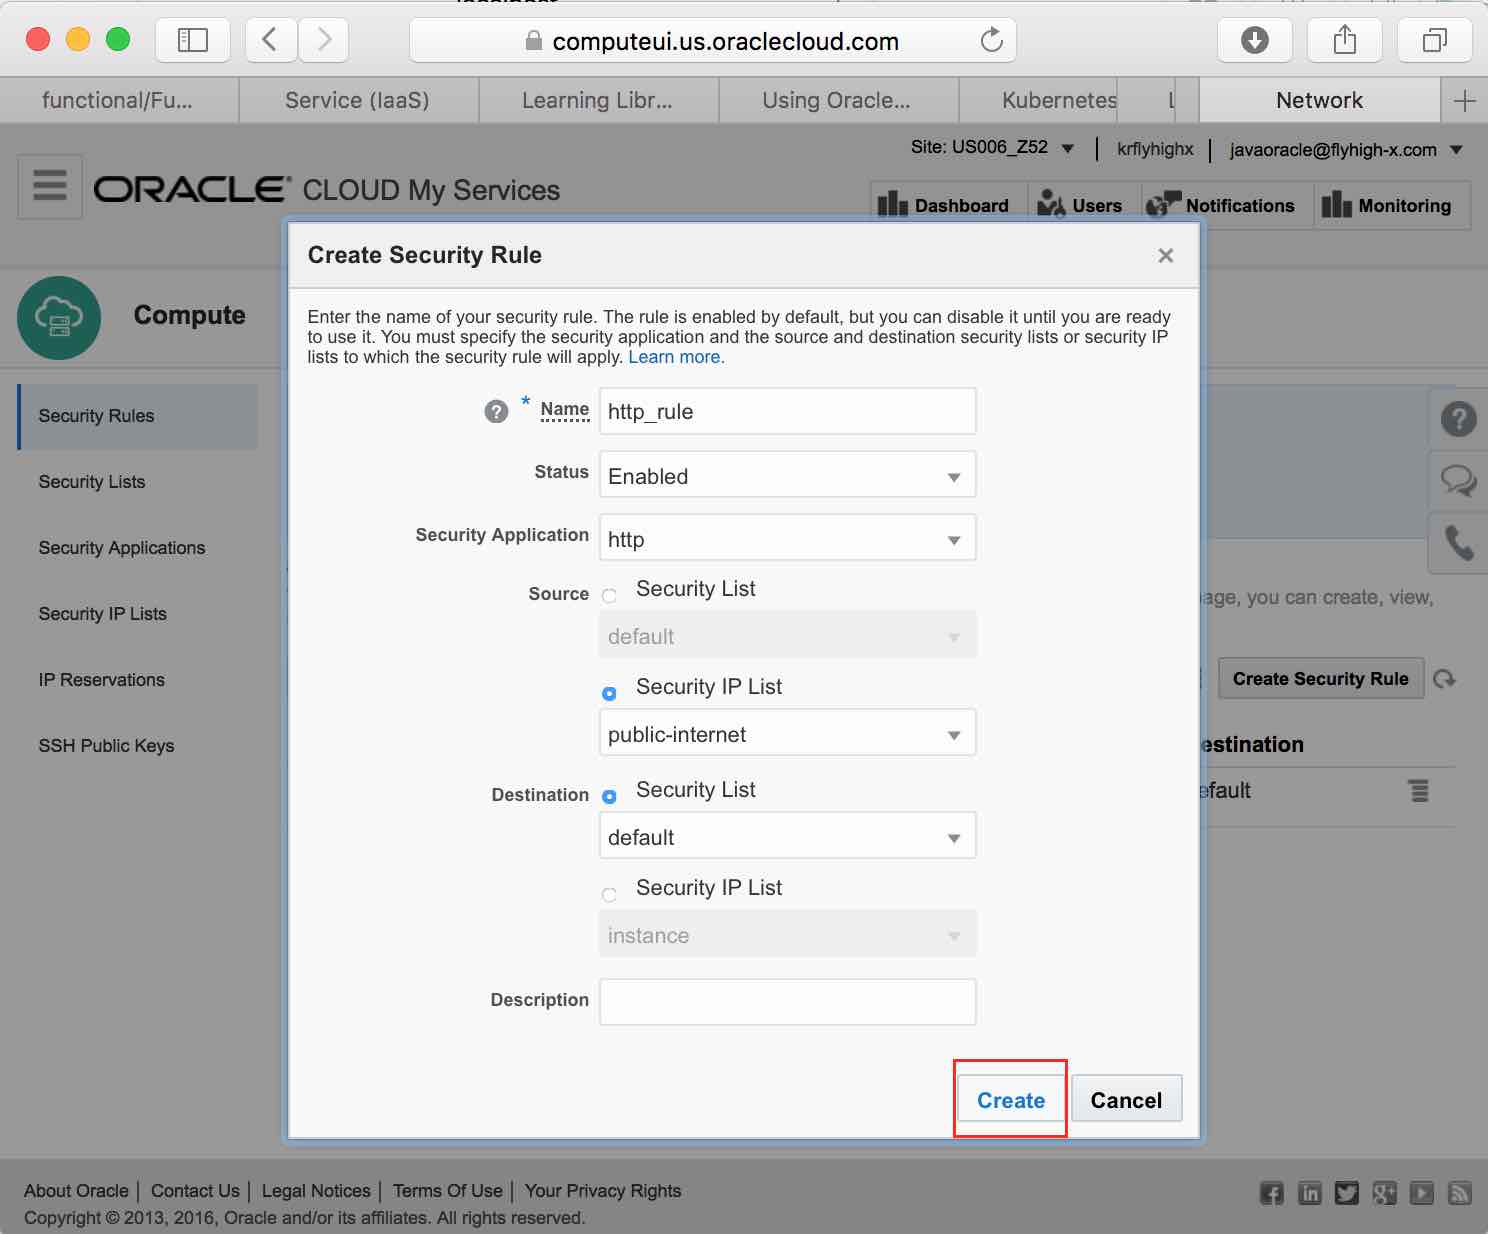 computeui.us.oraclecloud.com
functional/Fu...
Service (IaaS)
Learning Libr...
Using Oracle...
Kubernetes
Network
Site: US006_Z52
krflyhighx
javaoracle@flyhigh-x.com
ORACLE® CLOUD My Services
Dashboard
Users
Notifications
Monitoring
Create Security Rule
Compute
Enter the name of your security rule. The rule is enabled by default, but you can disable it until you are ready
to use it. You must specify the security application and the source and destination security lists or security IP
lists to which the security rule will apply. Learn more.
Security Rules
Security Lists
Security Applications
Security IP Lists
IP Reservations
SSH Public Keys
? * Name http_rule
Status Enabled
Security Application http
Source Security List
default
Security IP List
public-internet
Destination Security List
default
Security IP List
instance
Description
Create
Cancel
age, you can create, view,
Create Security Rule
estination
efault
About Oracle | Contact Us | Legal Notices | Terms Of Use | Your Privacy Rights
Copyright © 2013, 2016, Oracle and/or its affiliates. All rights reserved.